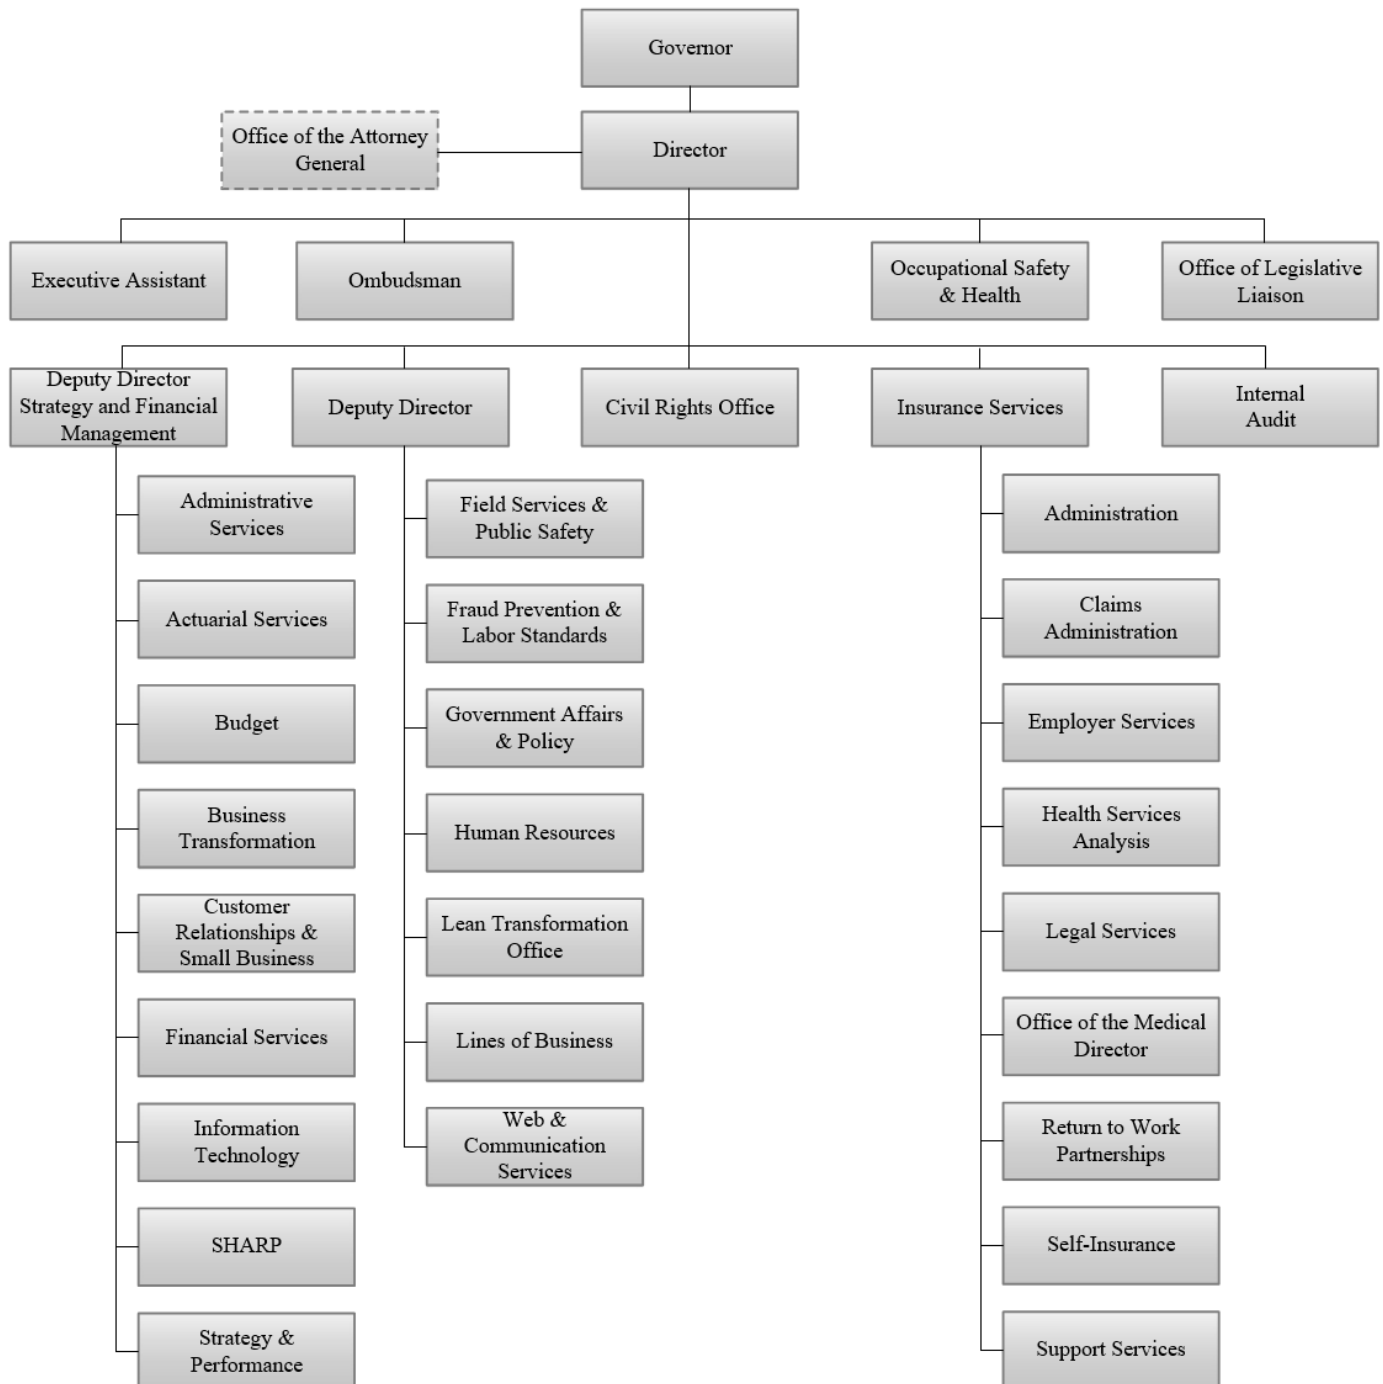 Governor
Office of the Attorney
General
Director
Executive Assistant
Ombudsman
Occupational Safety
& Health
Office of Legislative
Liaison
Deputy Director
Strategy and Financial
Management
Deputy Director
Civil Rights Office
Insurance Services
Internal
Audit
Administrative
Services
Actuarial Services
Budget
Business
Transformation
Customer
Relationships &
Small Business
Financial Services
Information
Technology
SHARP
Strategy &
Performance
Field Services &
Public Safety
Fraud Prevention &
Labor Standards
Government Affairs
& Policy
Human Resources
Lean Transformation
Office
Lines of Business
Web &
Communication
Services
Administration
Claims
Administration
Employer Services
Health Services
Analysis
Legal Services
Office of the Medical
Director
Return to Work
Partnerships
Self-Insurance
Support Services